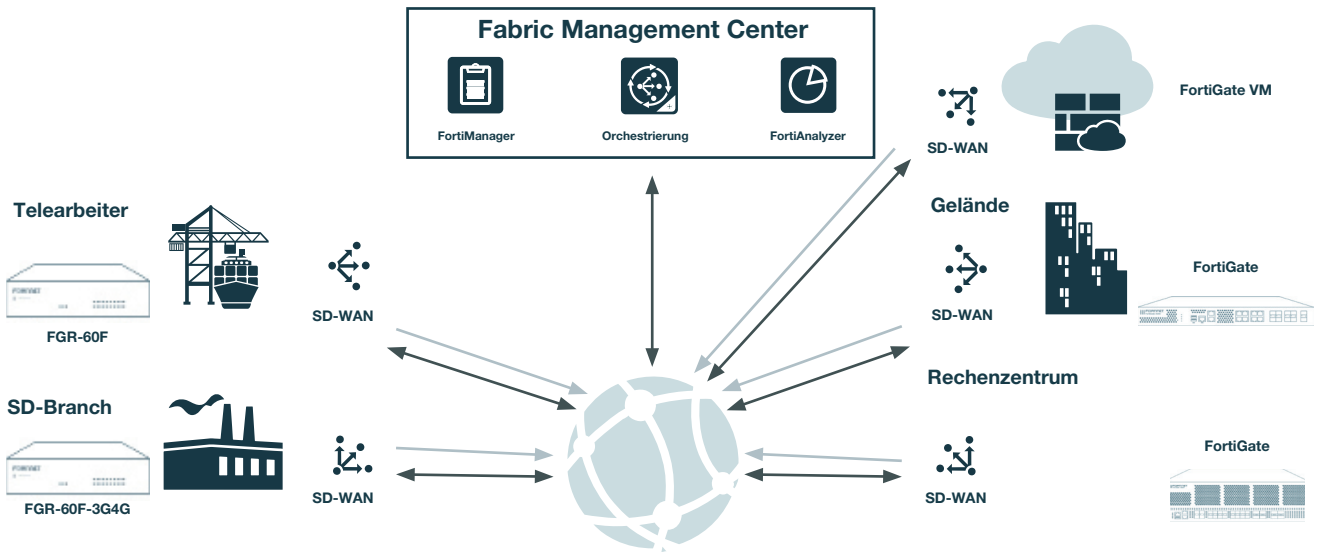 Fabric Management Center
FortiManager
Orchestrierung
FortiAnalyzer
SD-WAN
FortiGate VM
Telearbeiter
FGR-60F
SD-WAN
Gelände
SD-WAN
FortiGate
SD-Branch
FGR-60F-3G4G
SD-WAN
Rechenzentrum
SD-WAN
FortiGate